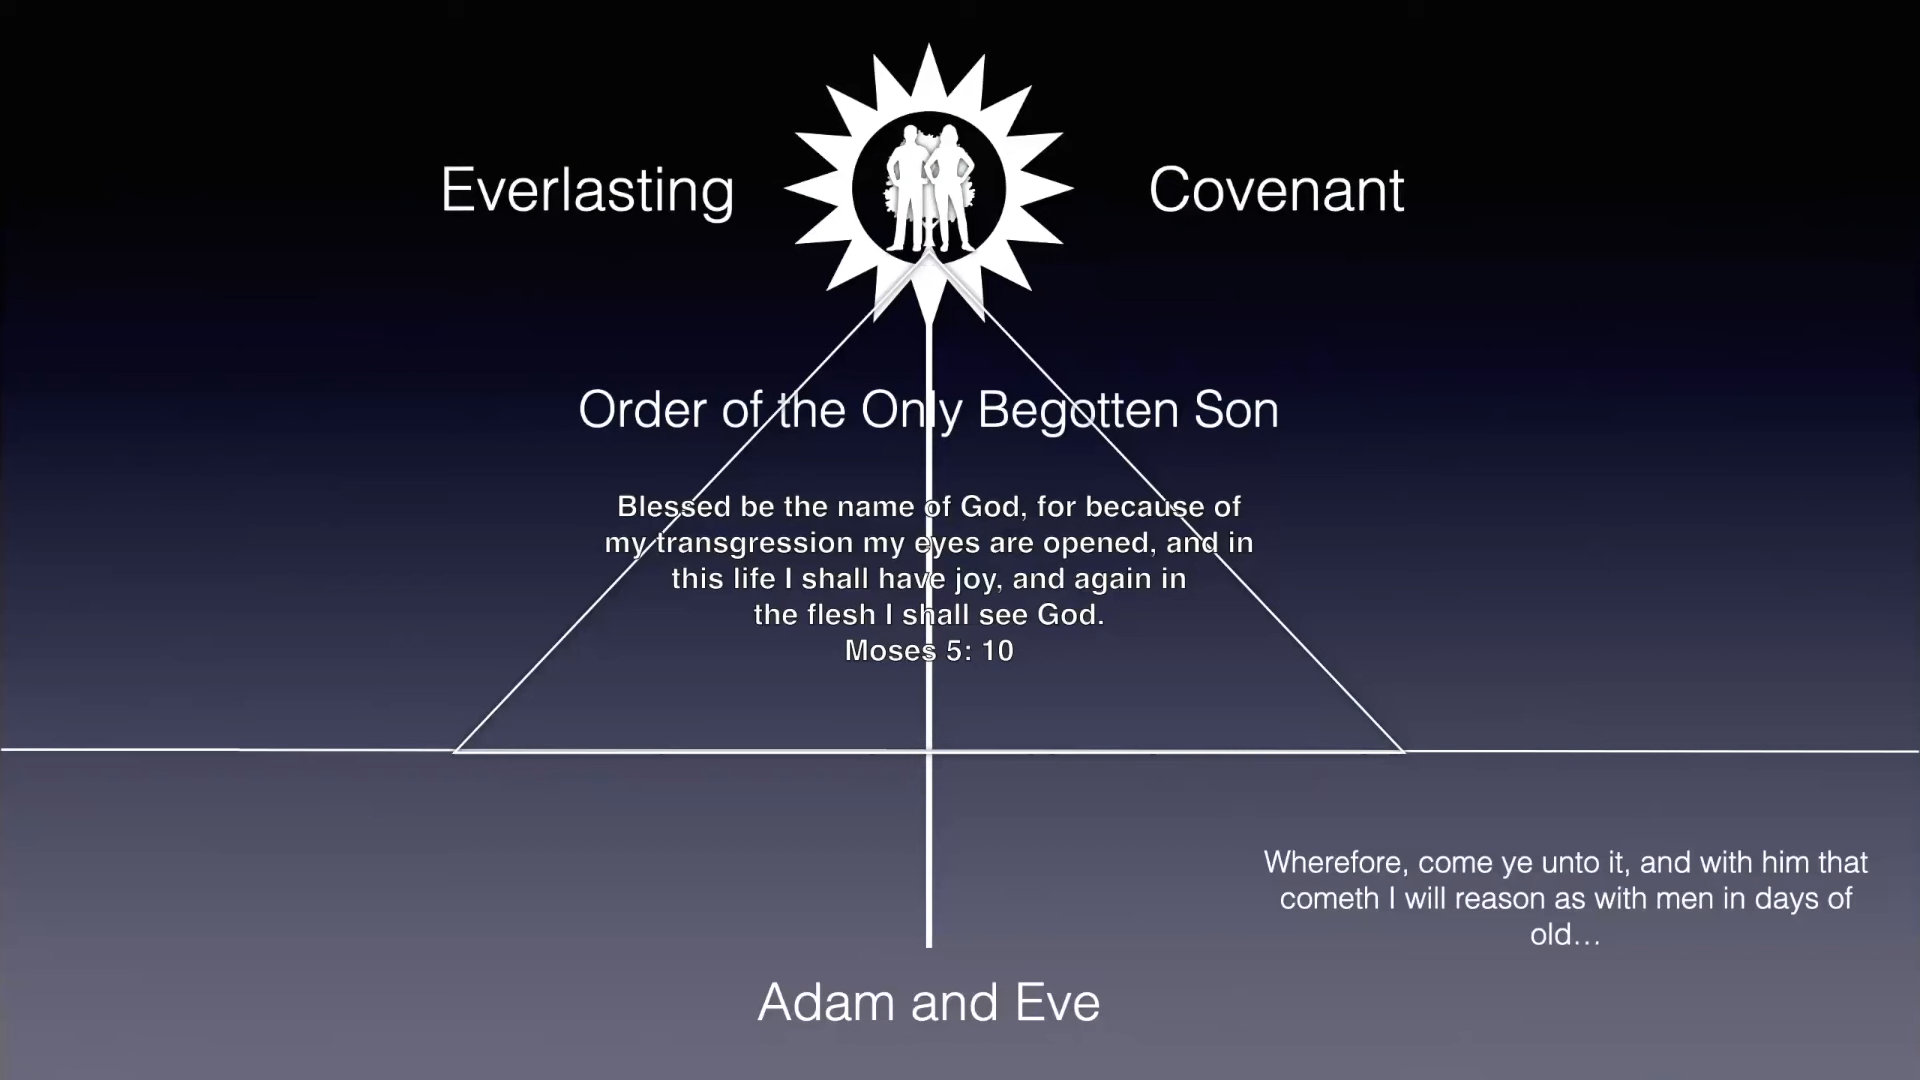 Everlasting Covenant
Order of the Only Begotten Son
Blessed be the name of God, for because of
my transgression my eyes are opened, and in
this life I shall have joy, and again in
the flesh I shall see God.
Moses 5: 10
Wherefore, come ye unto it, and with him that
cometh I will reason as with men in days of
old…
Adam and Eve